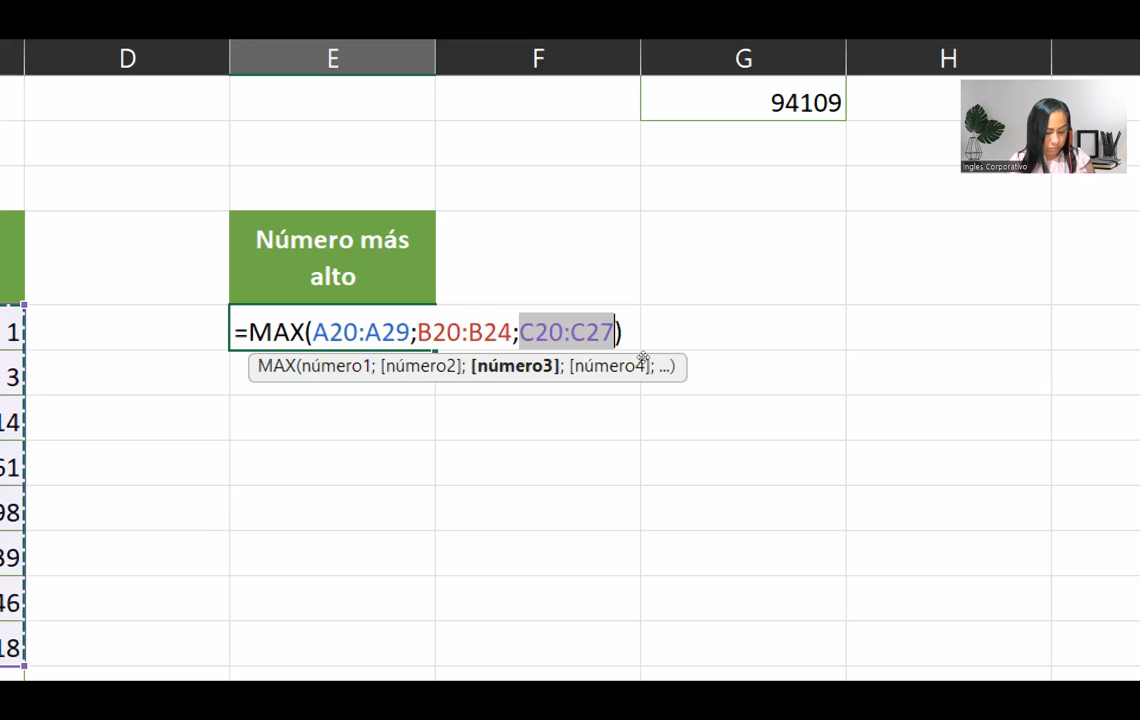 D E F G H
94109
Ingles Corporativo
Número más
alto
1 =MAX(A20:A29;B20:B24;C20:C27)
3 MAX(número1; [número2]; [número3]; [número4]; ...)
14
61
98
39
46
18